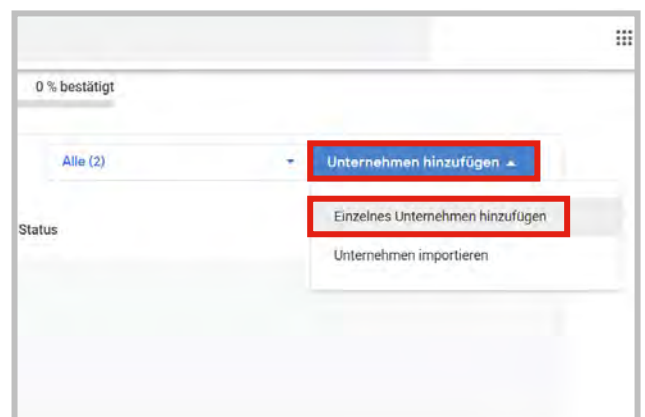 0 % bestätigt
Alle (2)
Unternehmen hinzufügen
Einzelnes Unternehmen hinzufügen
Status
Unternehmen importieren